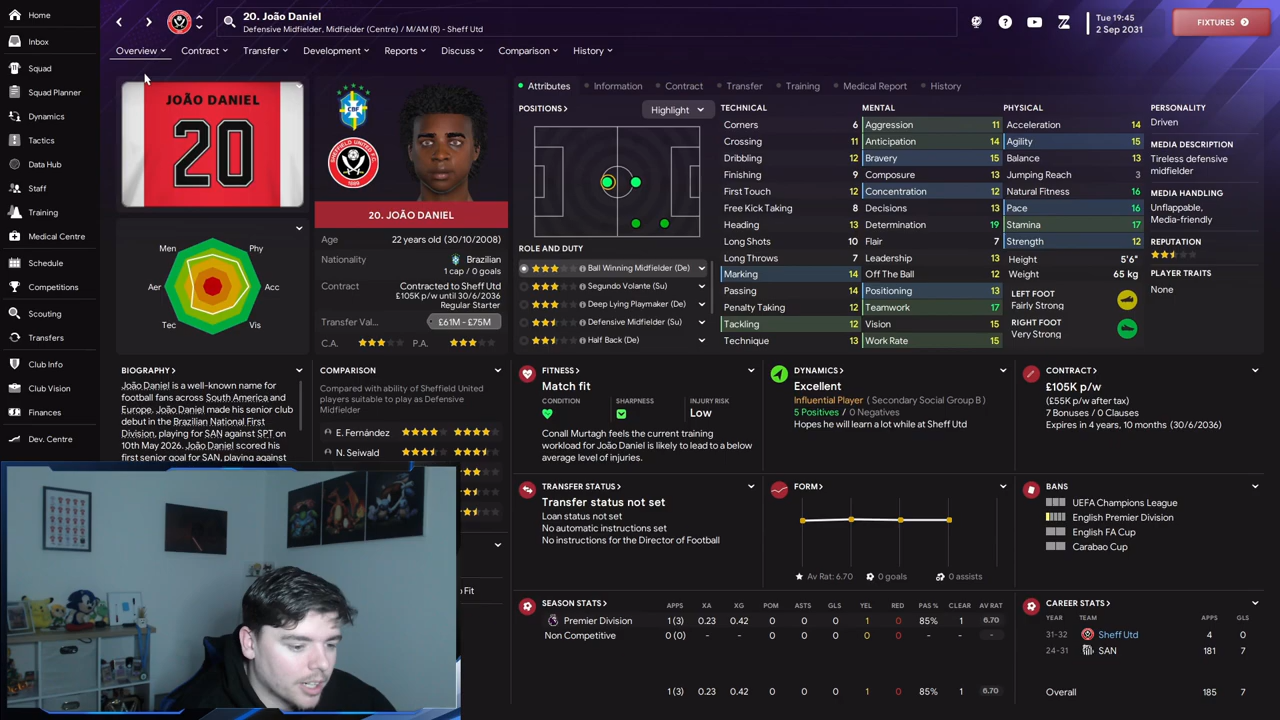 Home
Inbox
Squad
Squad Planner
Dynamics
Tactics
Data Hub
Staff
Training
Medical Centre
Schedule
Competitions
Scouting
Transfers
Club Info
Club Vision
Finances
Dev. Centre
20. João Daniel
Defensive Midfielder, Midfielder (Centre) / M/AM (R) - Sheff Utd
Tue 19:45
2 Sep 2031
FIXTURES
Overview
Contract
Transfer
Development
Reports
Discuss
Comparison
History
JOÃO DANIEL
20
CBF
20. JOÃO DANIEL
Age 22 years old (30/10/2008)
Nationality Brazilian
1 cap / 0 goals
Contract Contracted to Sheff Utd
£105K p/w until 30/6/2036
Regular Starter
Transfer Val... £61M - £75M
C.A. P.A.
Men Phy
Aer Acc
Tec Vis
Attributes
Information
Contract
Transfer
Training
Medical Report
History
POSITIONS
Highlight
ROLE AND DUTY
Ball Winning Midfielder (De)
Segundo Volante (Su)
Deep Lying Playmaker (De)
Defensive Midfielder (Su)
Half Back (De)
TECHNICAL
Corners 6
Crossing 11
Dribbling 12
Finishing 9
First Touch 12
Free Kick Taking 8
Heading 13
Long Shots 10
Long Throws 7
Marking 14
Passing 14
Penalty Taking 12
Tackling 12
Technique 13
MENTAL
Aggression 11
Anticipation 14
Bravery 15
Composure 13
Concentration 12
Decisions 13
Determination 19
Flair 7
Leadership 13
Off The Ball 12
Positioning 13
Teamwork 17
Vision 15
Work Rate 15
PHYSICAL
Acceleration 14
Agility 15
Balance 13
Jumping Reach 3
Natural Fitness 16
Pace 16
Stamina 17
Strength 12
Height 5'6"
Weight 65 kg
LEFT FOOT
Fairly Strong
RIGHT FOOT
Very Strong
PERSONALITY
Driven
MEDIA DESCRIPTION
Tireless defensive
midfielder
MEDIA HANDLING
Unflappable,
Media-friendly
REPUTATION
PLAYER TRAITS
None
BIOGRAPHY
João Daniel is a well-known name for
football fans across South America and
Europe. João Daniel made his senior club
debut in the Brazilian National First
Division, playing for SAN against SPT on
10th May 2026. João Daniel scored his
first senior goal for SAN, playing against
COMPARISON
Compared with ability of Sheffield United
players suitable to play as Defensive
Midfielder
E. Fernández
N. Seiwald
FITNESS
Match fit
CONDITION
SHARPNESS
INJURY RISK
Low
Conall Murtagh feels the current training
workload for João Daniel is likely to lead to a below
average level of injuries.
DYNAMICS
Excellent
Influential Player ( Secondary Social Group B )
5 Positives / 0 Negatives
Hopes he will learn a lot while at Sheff Utd
CONTRACT
£105K p/w
(£55K p/w after tax)
7 Bonuses / 0 Clauses
Expires in 4 years, 10 months (30/6/2036)
TRANSFER STATUS
Transfer status not set
Loan status not set
No automatic instructions set
No instructions for the Director of Football
FORM
Av Rat: 6.70
0 goals
0 assists
BANS
UEFA Champions League
English Premier Division
English FA Cup
Carabao Cup
SEASON STATS APPS XA XG POM ASTS GLS YEL RED PAS % CLEAR AV RAT
Premier Division 1 (3) 0.23 0.42 0 0 0 1 0 85% 1 6.70
Non Competitive 0 (0) - - 0 0 0 0 0 - - -
1 (3) 0.23 0.42 0 0 0 1 0 85% 1 6.70
CAREER STATS
YEAR TEAM APPS GLS
31-32 Sheff Utd 4 0
24-31 SAN 181 7
Overall 185 7